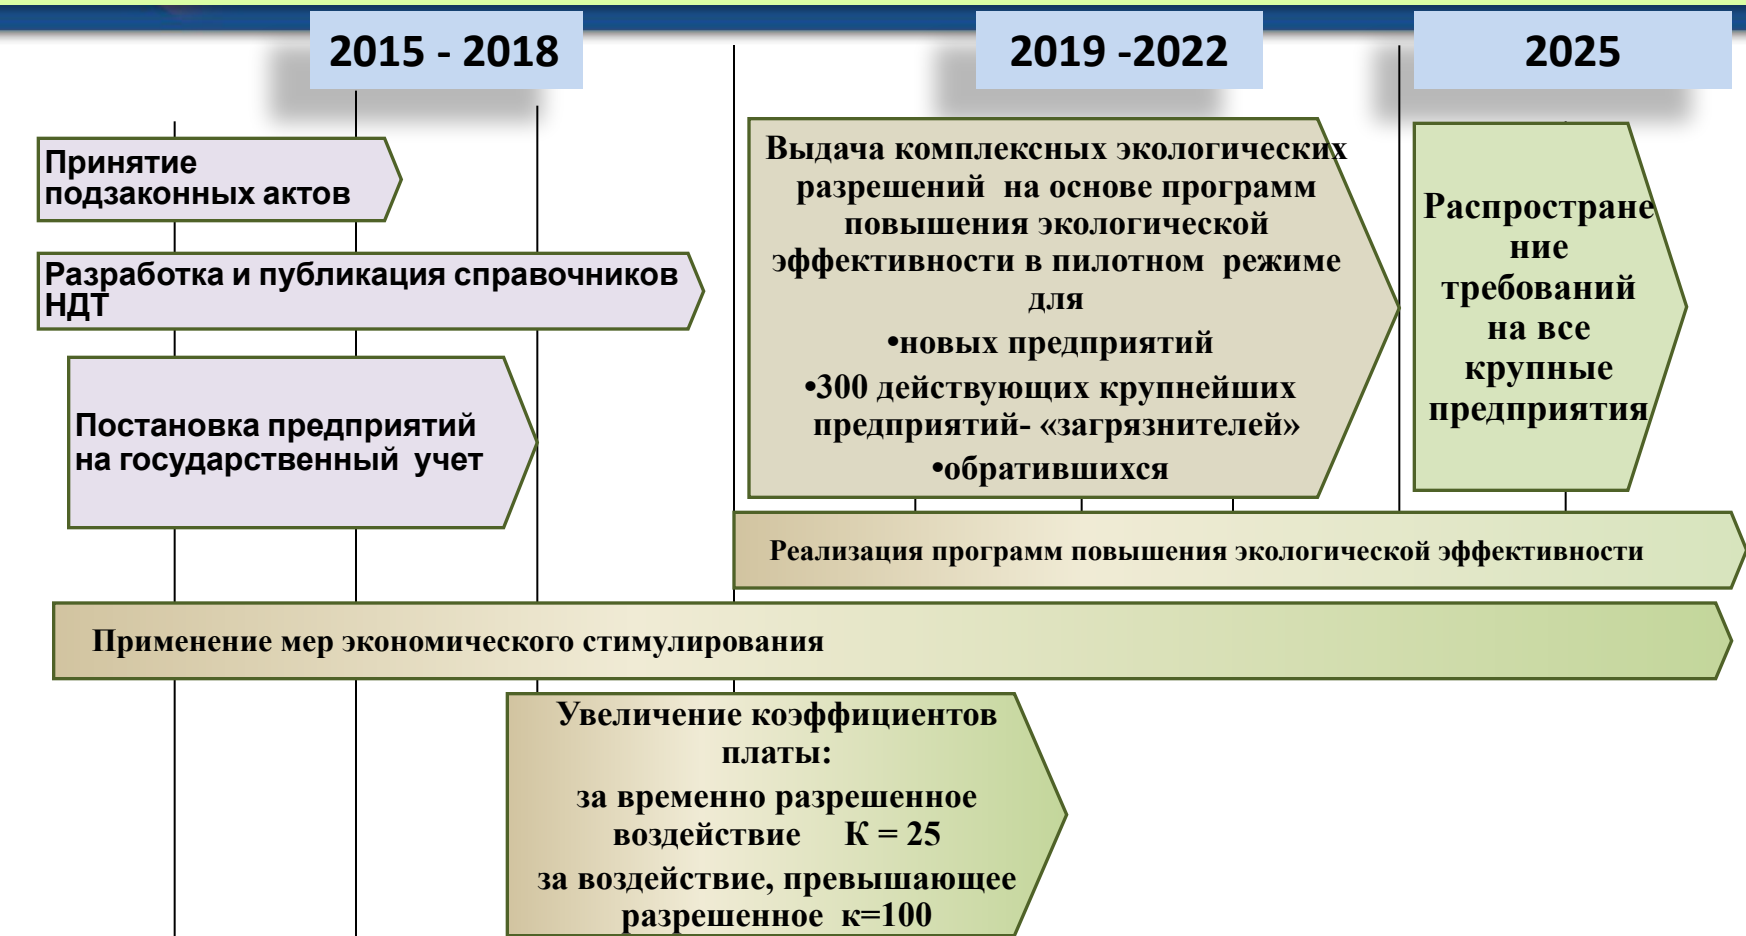 2015 - 2018
2019 -2022
2025
Принятие
подзаконных актов
Разработка и публикация справочников
НДТ
Постановка предприятий
на государственный учет
Выдача комплексных экологических
разрешений на основе программ
повышения экологической
эффективности в пилотном режиме
для
•новых предприятий
•300 действующих крупнейших
предприятий- «загрязнителей»
•обратившихся
Распростране
ние
требований
на все
крупные
предприятия
Реализация программ повышения экологической эффективности
Применение мер экономического стимулирования
Увеличение коэффициентов
платы:
за временно разрешенное
воздействие К = 25
за воздействие, превышающее
разрешенное к=100